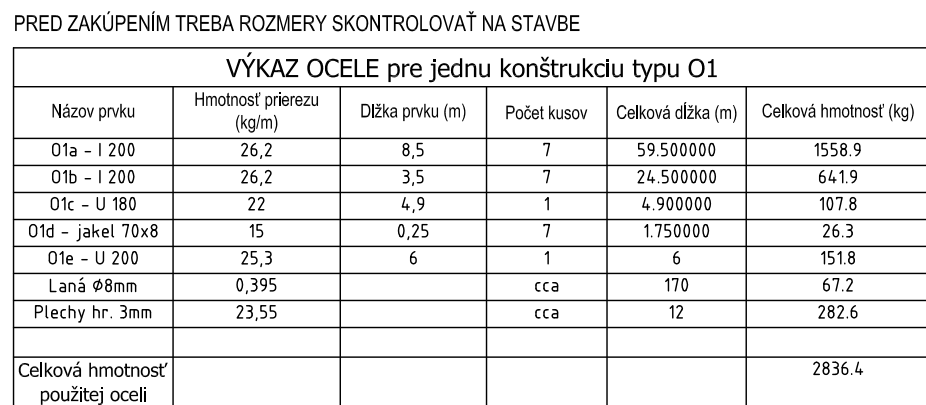 PRED ZAKÚPENÍM TREBA ROZMERY SKONTROLOVAŤ NA STAVBE
VÝKAZ OCELE pre jednu konštrukciu typu O1
Názov prvku Hmotnosť prierezu (kg/m) Dĺžka prvku (m) Počet kusov Celková dĺžka (m) Celková hmotnosť (kg)
O1a - I 200 26,2 8,5 7 59.500000 1558.9
O1b - I 200 26,2 3,5 7 24.500000 641.9
O1c - U 180 22 4,9 1 4.900000 107.8
O1d - jakel 70x8 15 0,25 7 1.750000 26.3
O1e - U 200 25,3 6 1 6 151.8
Laná Ø8mm 0,395 cca 170 67.2
Plechy hr. 3mm 23,55 cca 12 282.6
Celková hmotnosť použitej oceli 2836.4